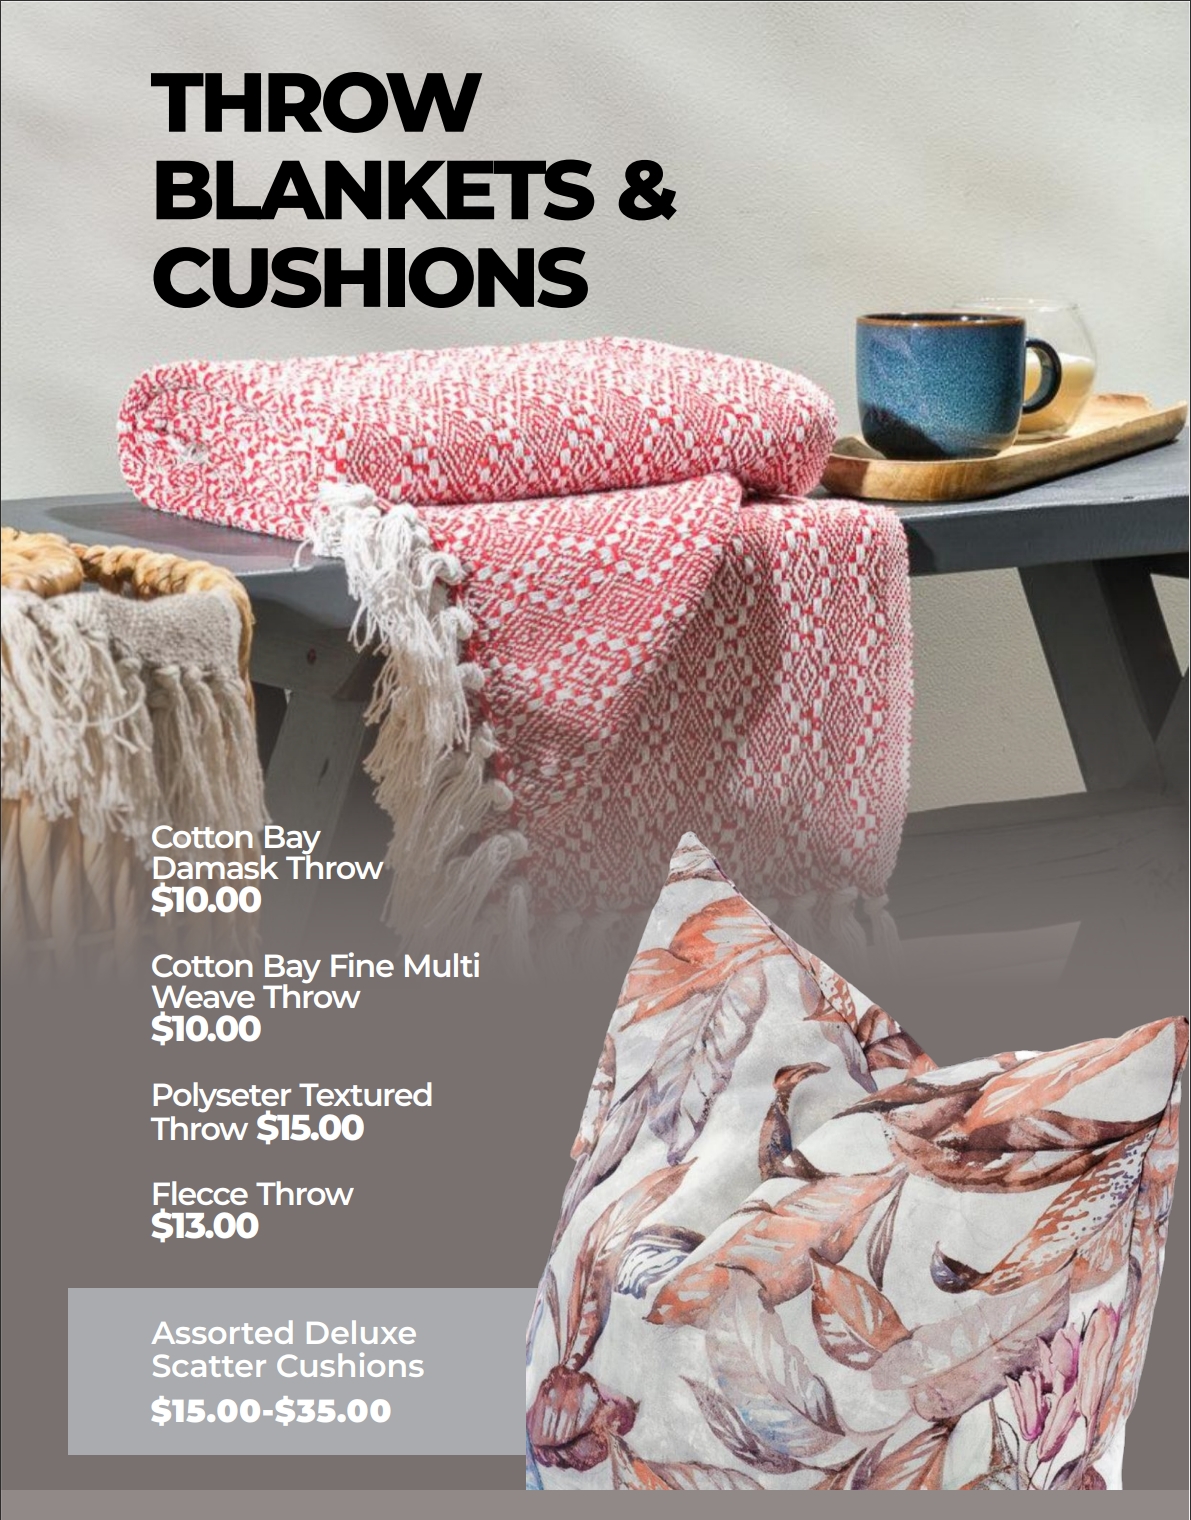 THROW
BLANKETS &
CUSHIONS
Cotton Bay
Damask Throw
$10.00
Cotton Bay Fine Multi
Weave Throw
$10.00
Polyseter Textured
Throw $15.00
Flecce Throw
$13.00
Assorted Deluxe
Scatter Cushions
$15.00-$35.00